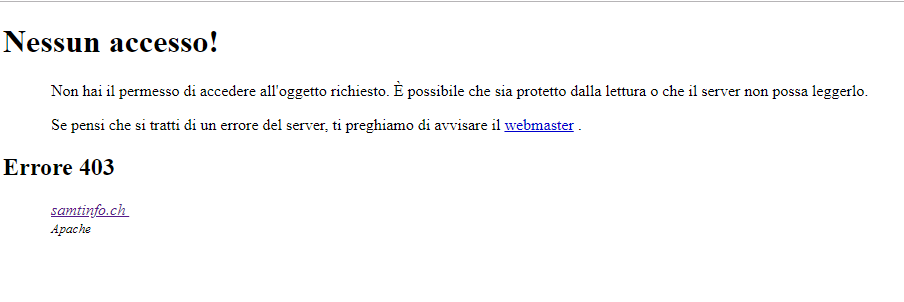 Nessun accesso!
Non hai il permesso di accedere all'oggetto richiesto. È possibile che sia protetto dalla lettura o che il server non possa leggerlo.
Se pensi che si tratti di un errore del server, ti preghiamo di avvisare il webmaster .
Errore 403
samtinfo.ch
Apache